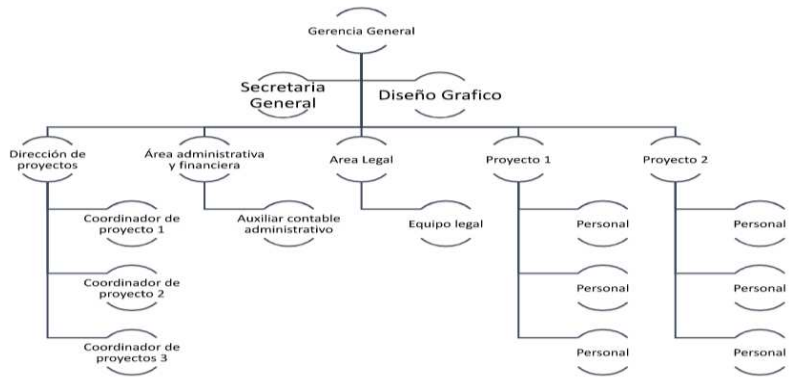 Gerencia General
Secretaria
General
Diseño Grafico
Dirección de
proyectos
Área administrativa
y financiera
Area Legal
Proyecto 1
Proyecto 2
Coordinador de
proyecto 1
Auxiliar contable
administrativo
Equipo legal
Personal
Personal
Coordinador de
proyecto 2
Personal
Personal
Coordinador de
proyectos 3
Personal
Personal